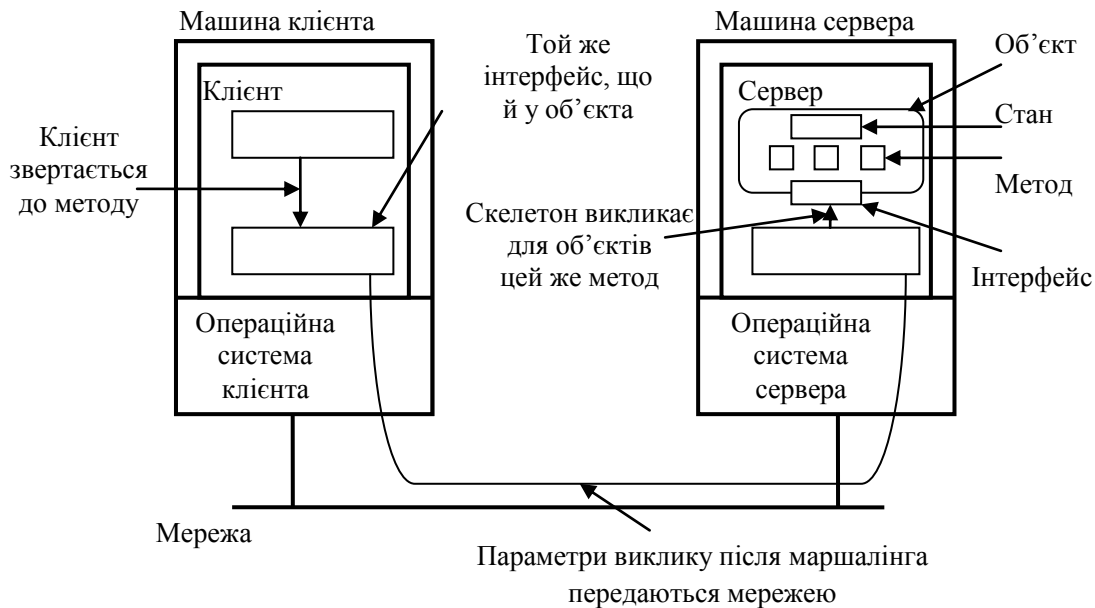 Машина клієнта
Машина сервера
Той же
інтерфейс, що
й у об’єкта
Об’єкт
Клієнт
Сервер
Стан
Клієнт
звертається
до методу
Метод
Скелетон викликає
для об’єктів
цей же метод
Інтерфейс
Операційна
система
клієнта
Операційна
система
сервера
Мережа
Параметри виклику після маршалінга
передаються мережею